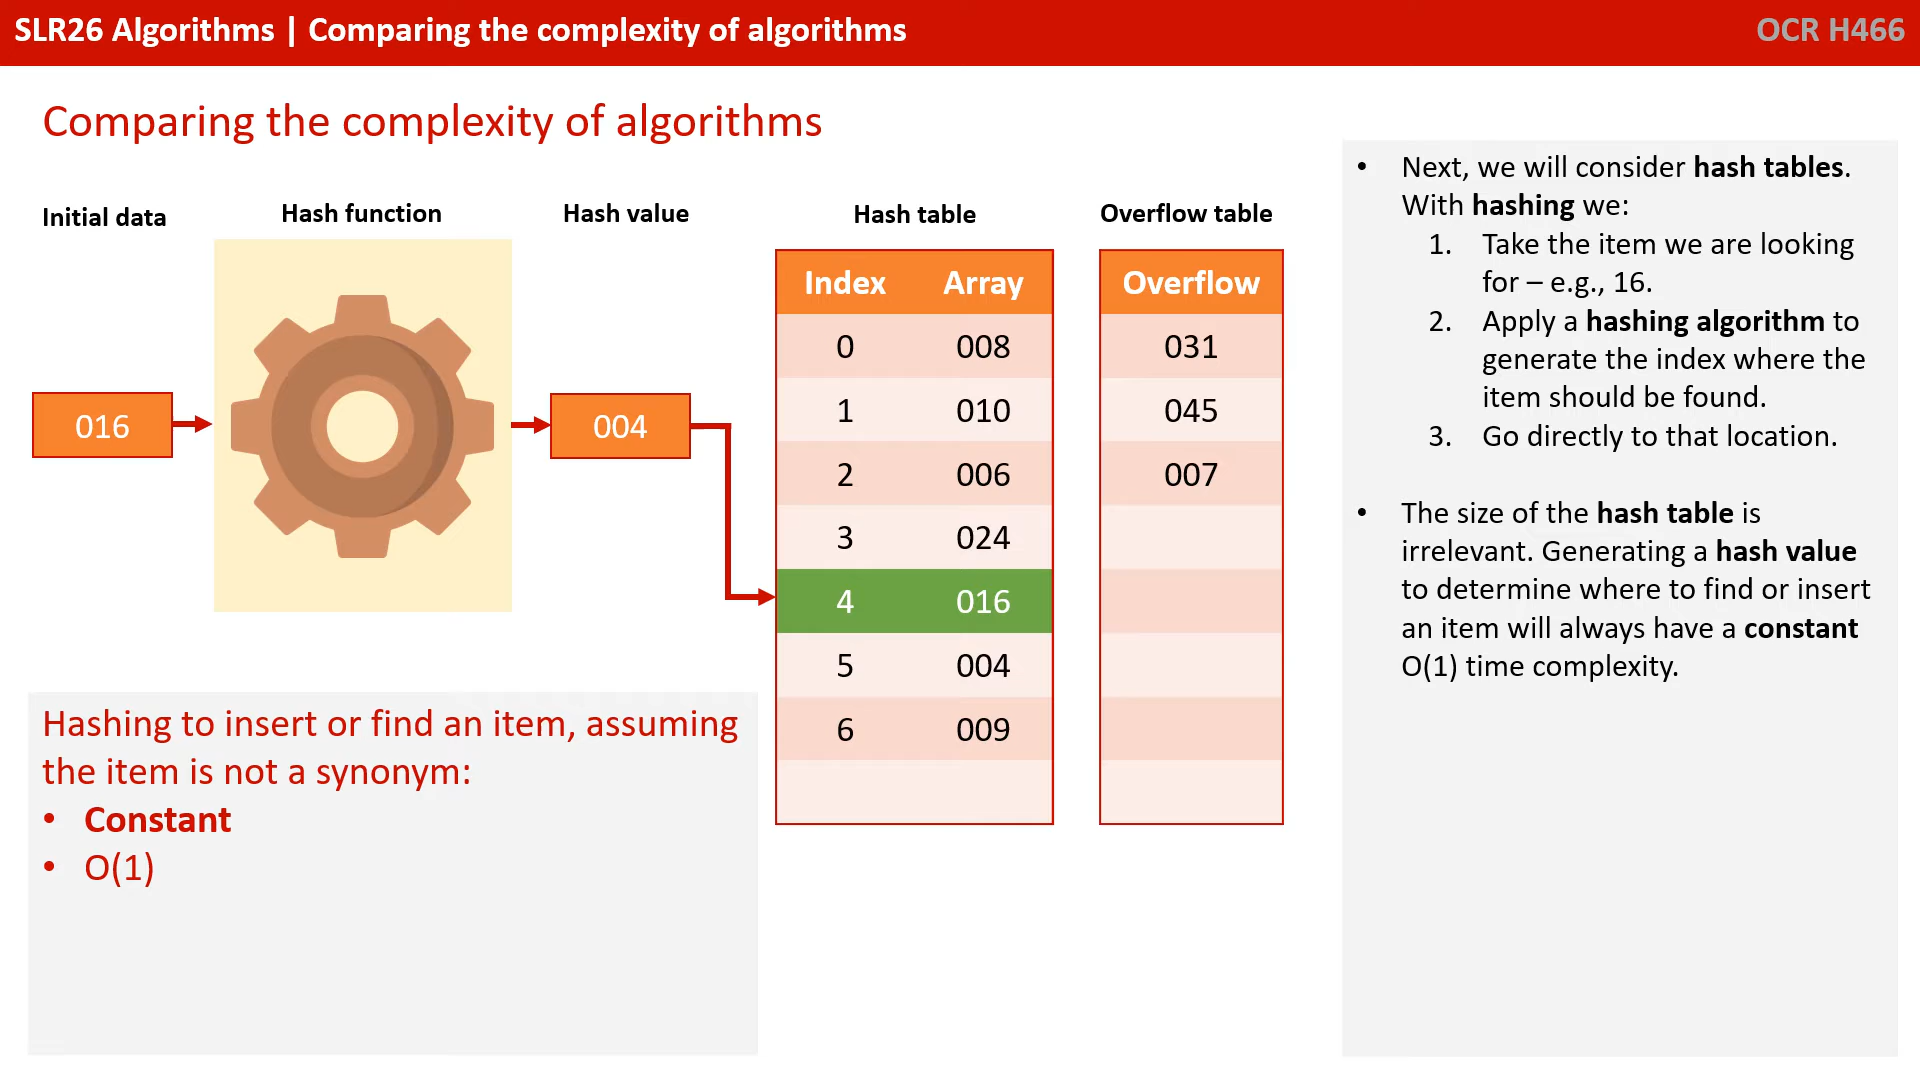 SLR26 Algorithms | Comparing the complexity of algorithms
OCR H466
Comparing the complexity of algorithms
Initial data
Hash function
Hash value
Hash table
Overflow table
016
004
Index Array
0 008
1 010
2 006
3 024
4 016
5 004
6 009
Overflow
031
045
007
Hashing to insert or find an item, assuming
the item is not a synonym:
• Constant
• O(1)
• Next, we will consider hash tables.
With hashing we:
1. Take the item we are looking
for – e.g., 16.
2. Apply a hashing algorithm to
generate the index where the
item should be found.
3. Go directly to that location.
• The size of the hash table is
irrelevant. Generating a hash value
to determine where to find or insert
an item will always have a constant
O(1) time complexity.